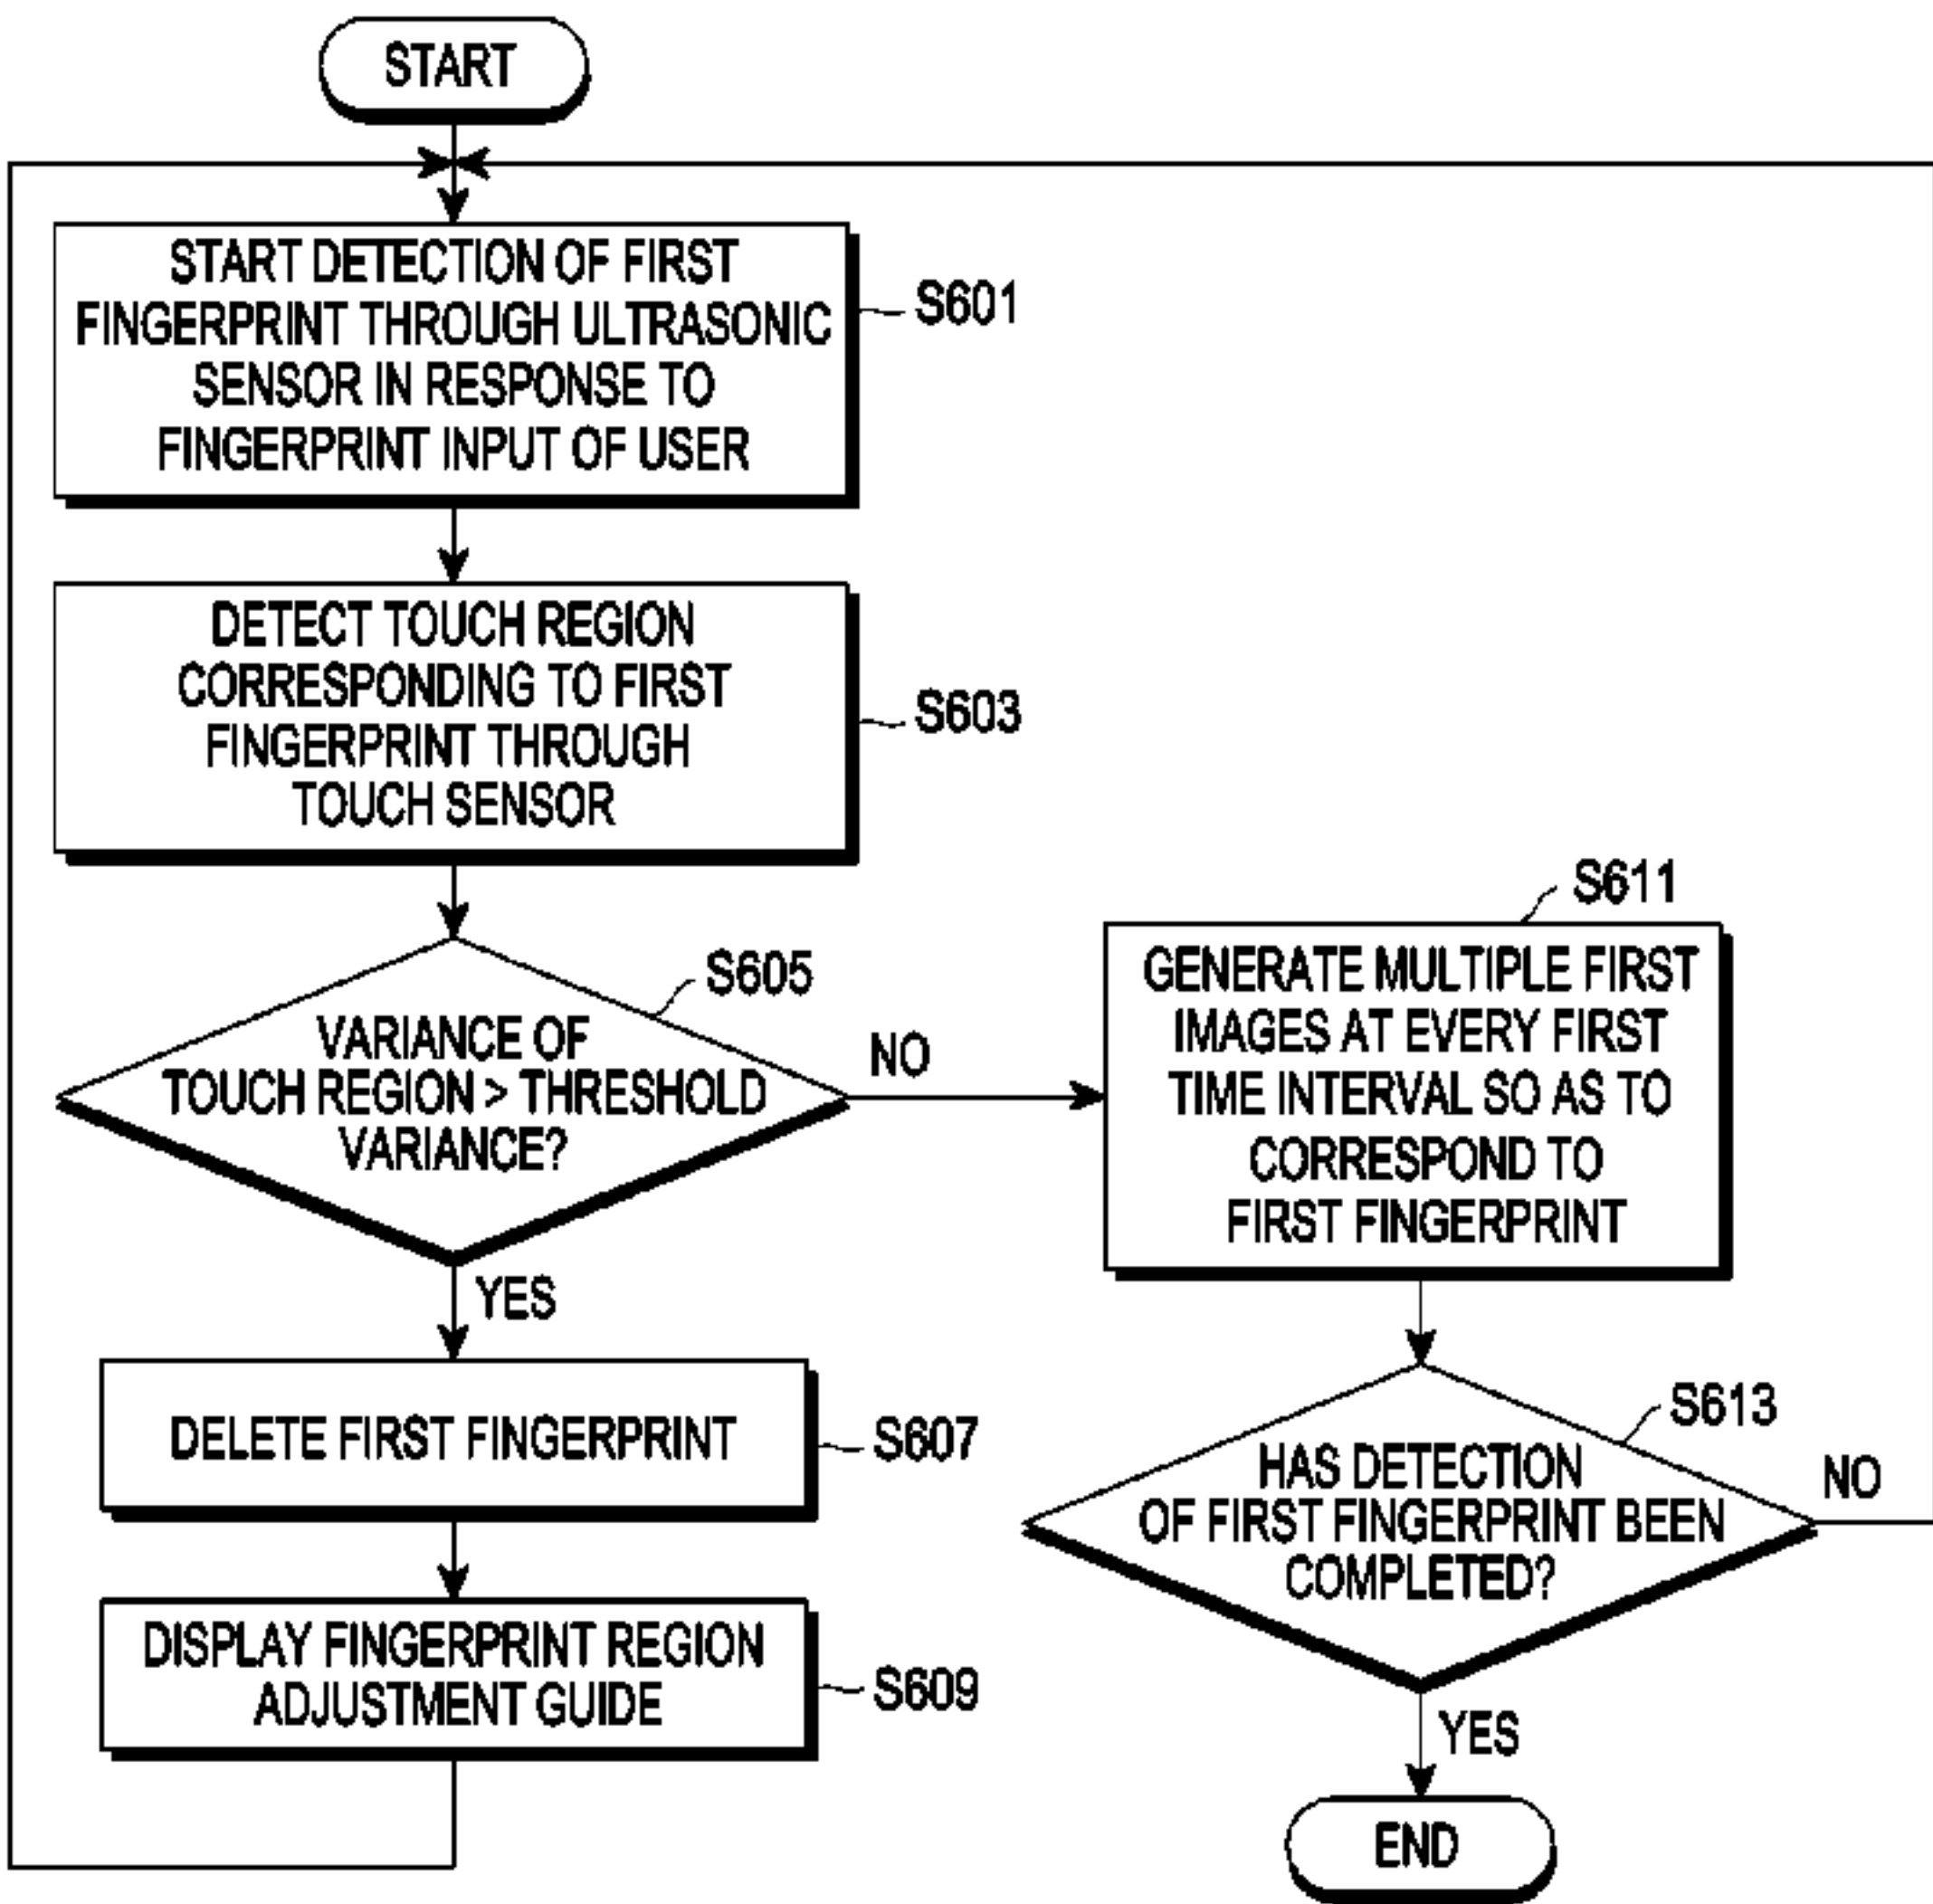 START
START DETECTION OF FIRST
FINGERPRINT THROUGH ULTRASONIC
SENSOR IN RESPONSE TO
FINGERPRINT INPUT OF USER
S601
DETECT TOUCH REGION
CORRESPONDING TO FIRST
FINGERPRINT THROUGH
TOUCH SENSOR
S603
VARIANCE OF
TOUCH REGION > THRESHOLD
VARIANCE?
S605
NO
YES
DELETE FIRST FINGERPRINT
S607
DISPLAY FINGERPRINT REGION
ADJUSTMENT GUIDE
S609
S611
GENERATE MULTIPLE FIRST
IMAGES AT EVERY FIRST
TIME INTERVAL SO AS TO
CORRESPOND TO
FIRST FINGERPRINT
S613
HAS DETECTION
OF FIRST FINGERPRINT BEEN
COMPLETED?
NO
YES
END